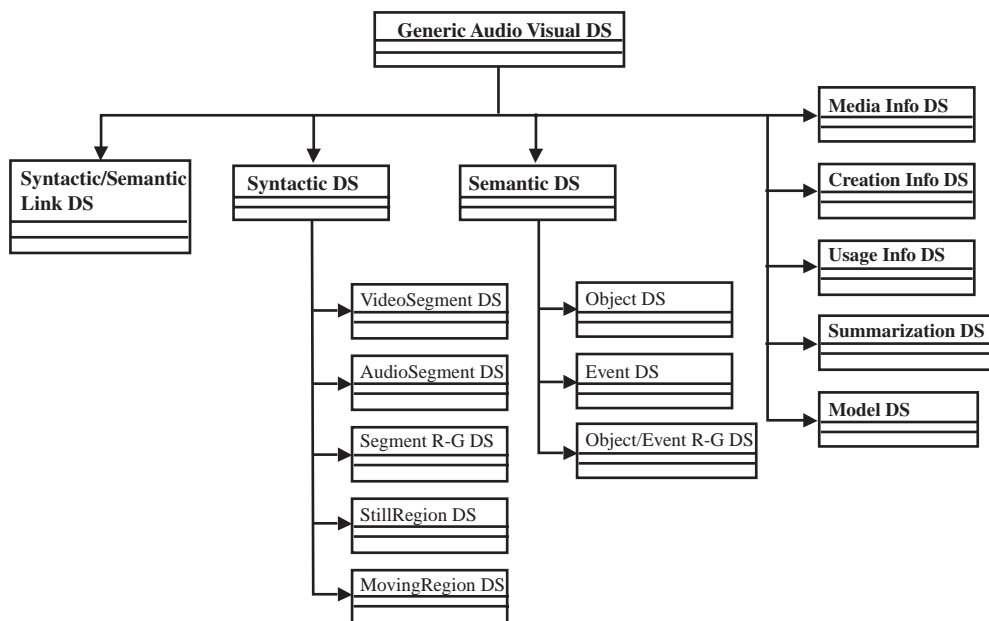 Generic Audio Visual DS
Media Info DS
Syntactic/Semantic
Link DS
Syntactic DS
Semantic DS
Creation Info DS
Usage Info DS
VideoSegment DS
Object DS
Summarization DS
AudioSegment DS
Event DS
Model DS
Segment R-G DS
Object/Event R-G DS
StillRegion DS
MovingRegion DS